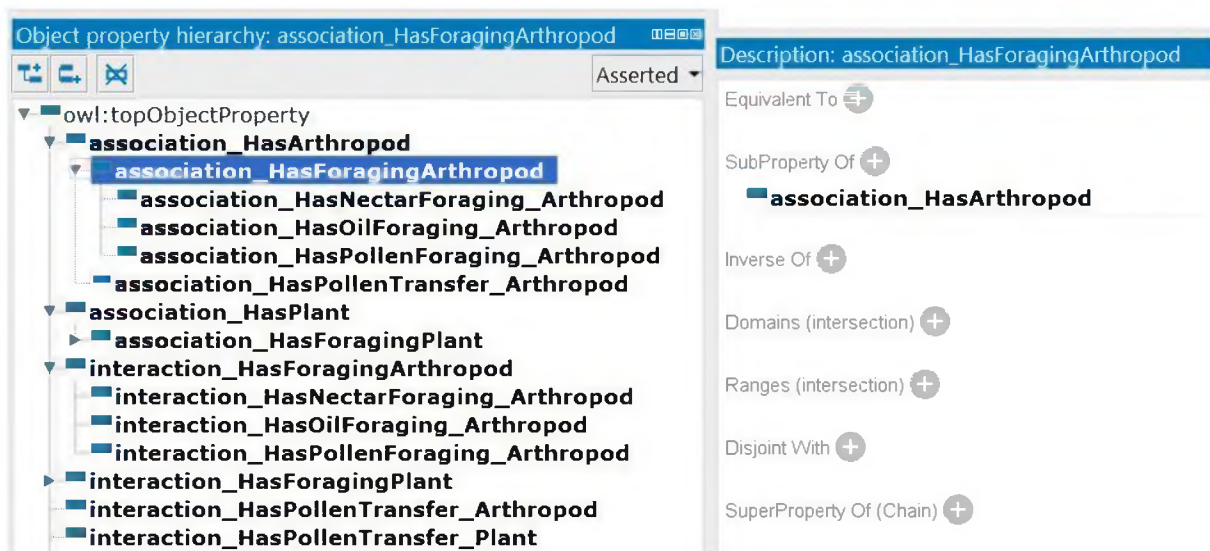 Object property hierarchy: association_HasForagingArthropod
Asserted
owl:topObjectProperty
association_HasArthropod
association_HasForagingArthropod
association_HasNectarForaging_Arthropod
association_HasOilForaging_Arthropod
association_HasPollenForaging_Arthropod
association_HasPollenTransfer_Arthropod
association_HasPlant
association_HasForagingPlant
interaction_HasForagingArthropod
interaction_HasNectarForaging_Arthropod
interaction_HasOilForaging_Arthropod
interaction_HasPollenForaging_Arthropod
interaction_HasForagingPlant
interaction_HasPollenTransfer_Arthropod
interaction_HasPollenTransfer_Plant
Description: association_HasForagingArthropod
Equivalent To
SubProperty Of
association_HasArthropod
Inverse Of
Domains (intersection)
Ranges (intersection)
Disjoint With
SuperProperty Of (Chain)